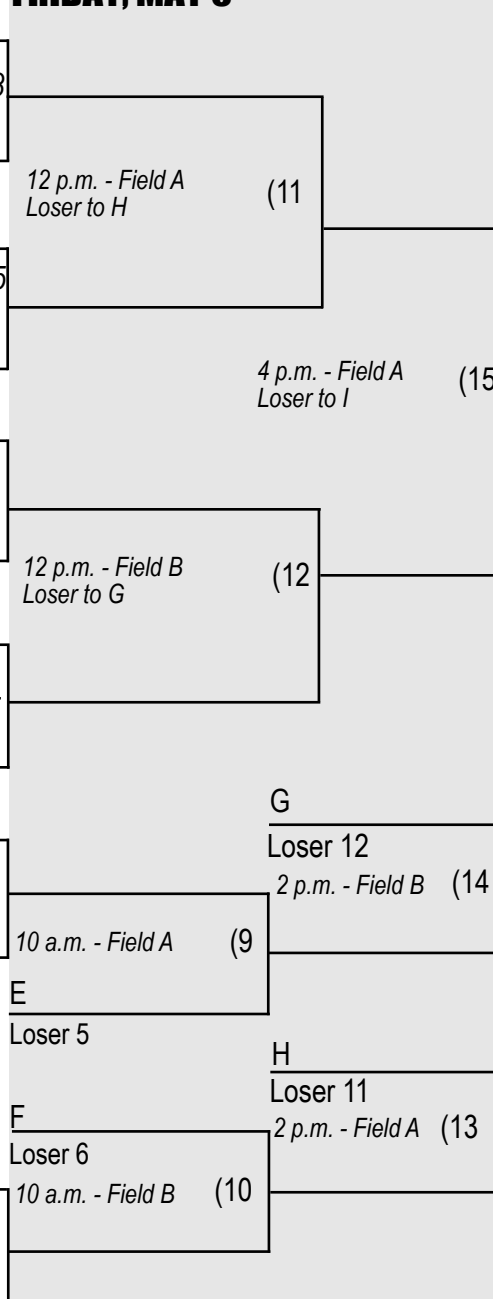 12 p.m. - Field A
Loser to H
(11
4 p.m. - Field A
Loser to I
(15
12 p.m. - Field B
Loser to G
(12
G
Loser 12
2 p.m. - Field B
(14
10 a.m. - Field A
(9
E
Loser 5
H
Loser 11
2 p.m. - Field A
(13
F
Loser 6
10 a.m. - Field B
(10